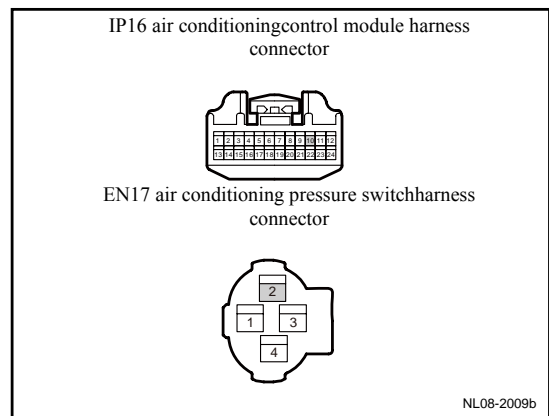 IP16 air conditioningcontrol module harness
connector
1 2 3 4 5 6 7 8 9 10 11 12
13 14 15 16 17 18 19 20 21 22 23 24
EN17 air conditioning pressure switchharness
connector
2
1 3
4
NL08-2009b